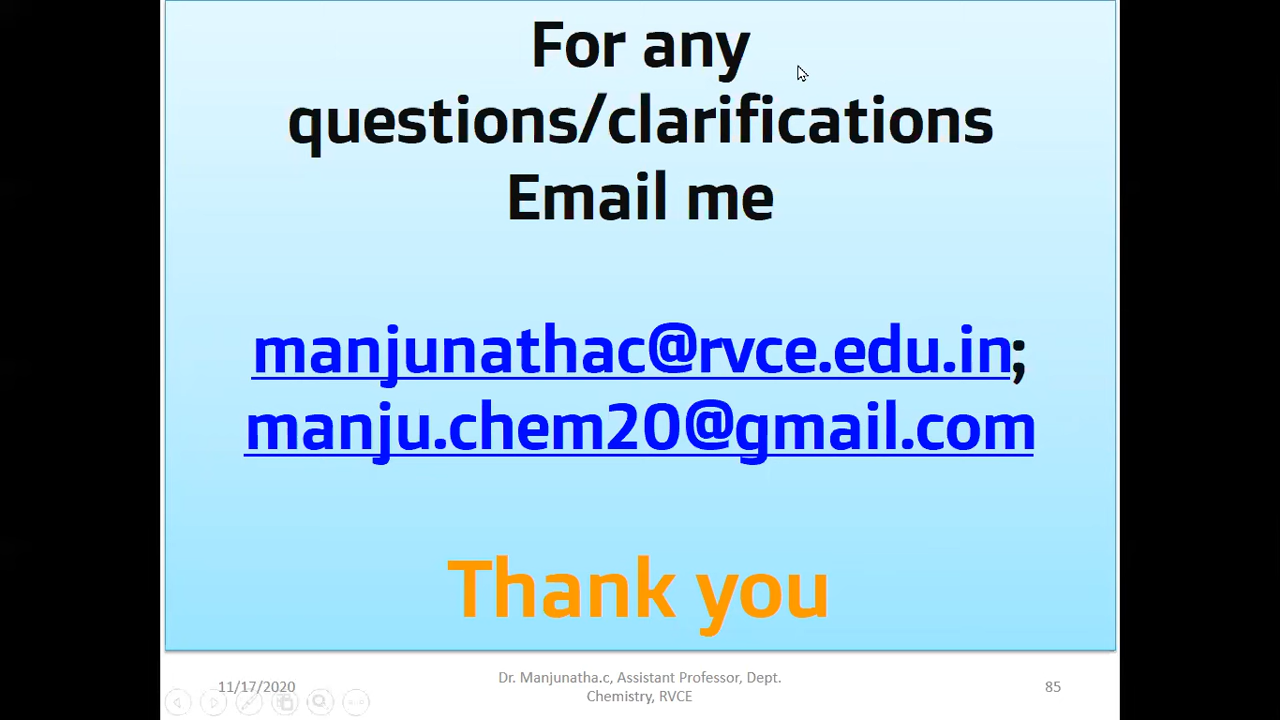 For any
questions/clarifications
Email me
manjunathac@rvce.edu.in;
manju.chem20@gmail.com
Thank you
11/17/2020
Dr. Manjunatha.c, Assistant Professor, Dept.
Chemistry, RVCE
85